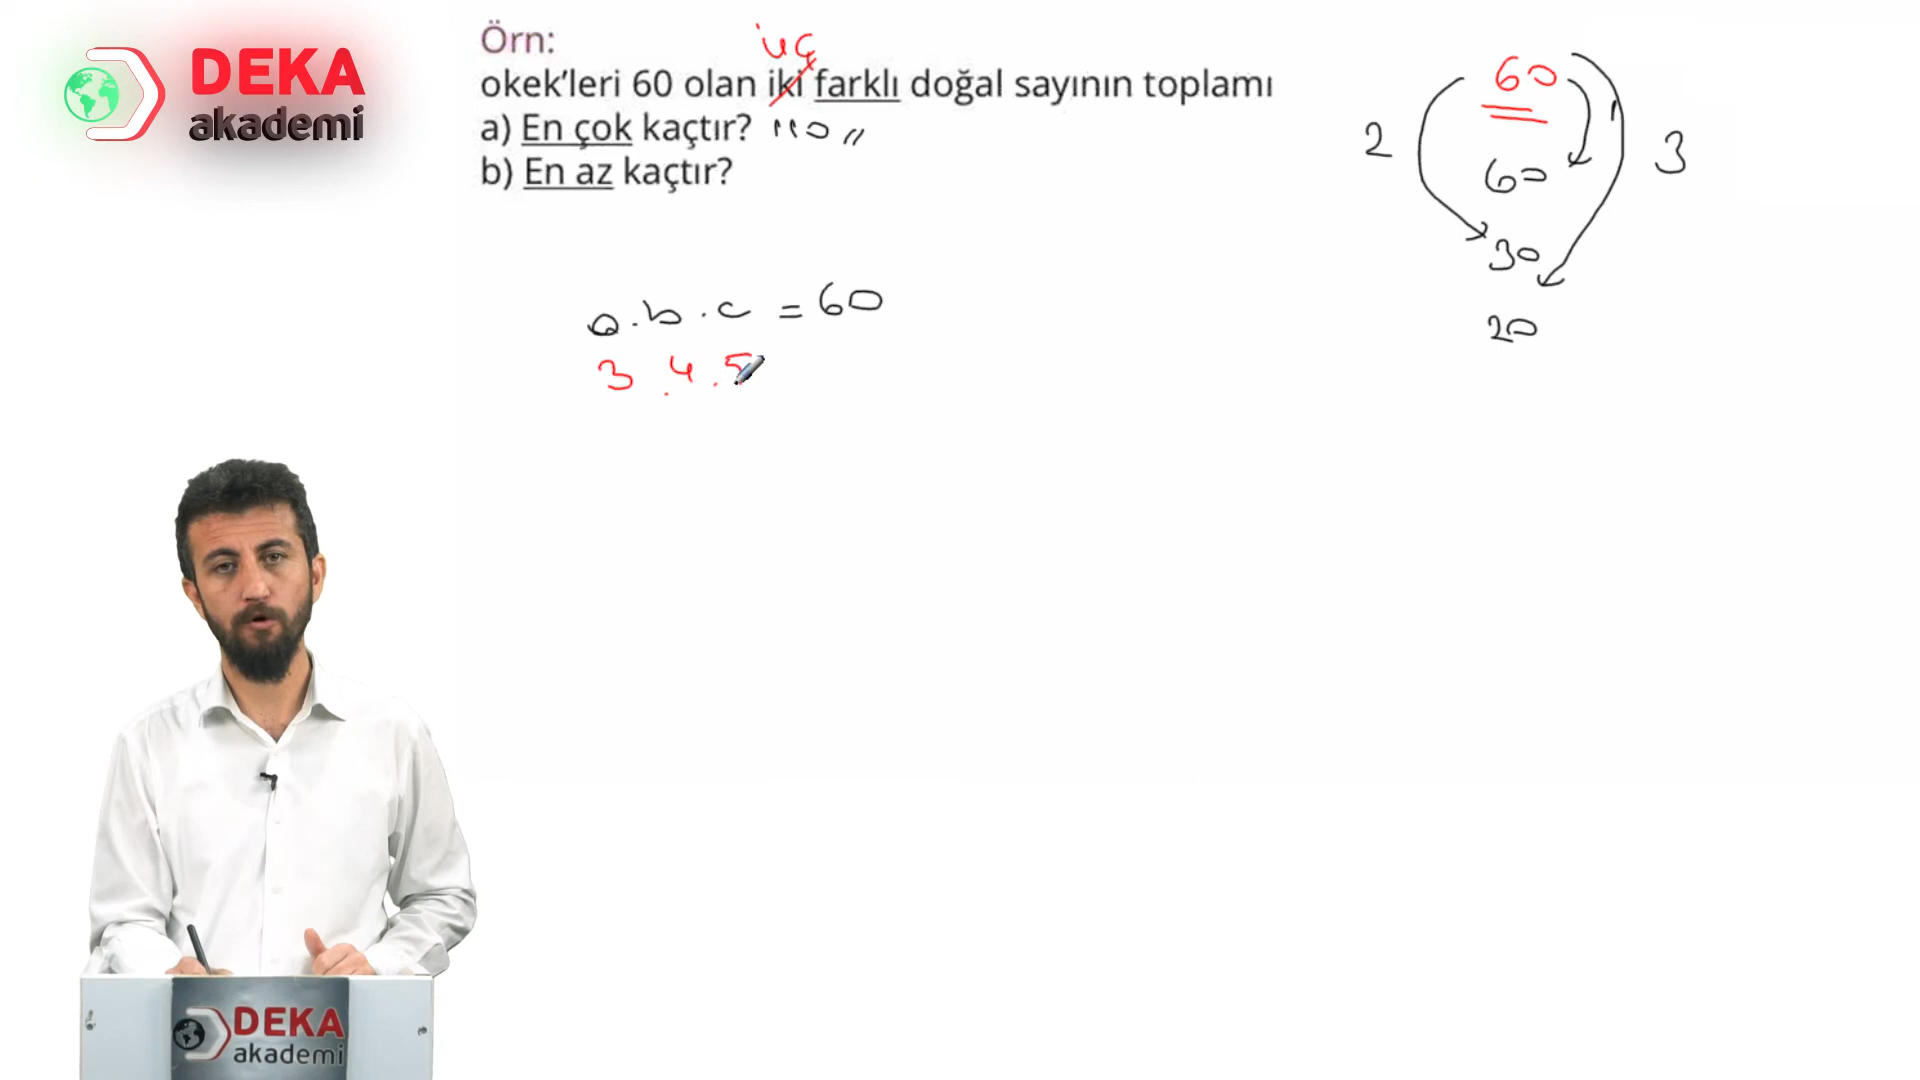 DEKA
akademi
Örn:
üç
okek'leri 60 olan iki farklı doğal sayının toplamı
a) En çok kaçtır? 110 //
b) En az kaçtır?
60
2
3
60
30
20
a . b . c = 60
3 . 4 . 5
DEKA
akademi